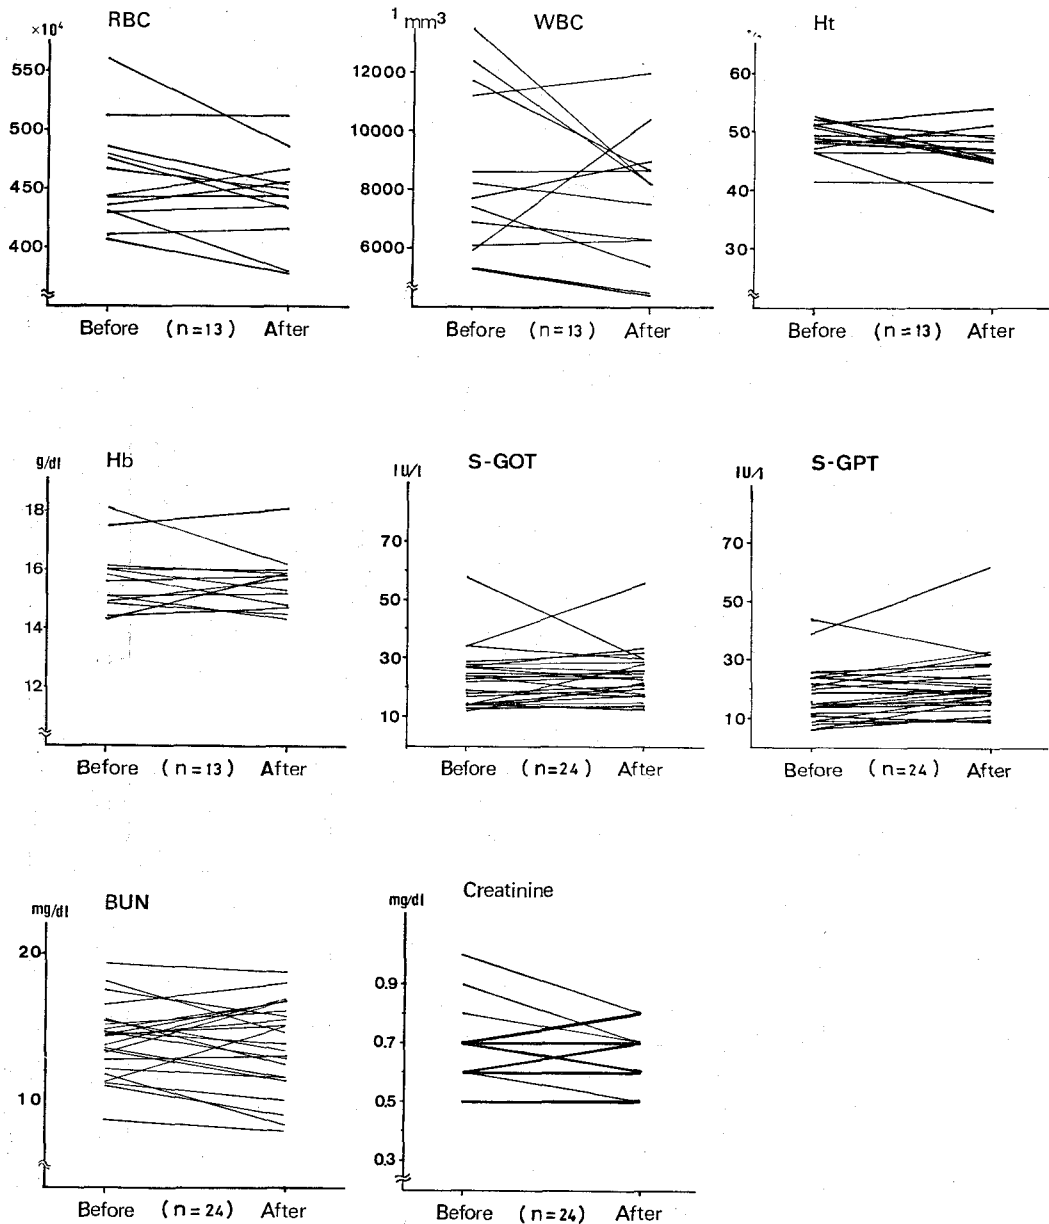 RBC
×10⁴
550
500
450
400
Before (n=13) After
WBC
1 mm³
12000
10000
8000
6000
Before (n=13) After
Ht
60
50
40
30
Before (n=13) After
Hb
g/dl
18
16
14
12
Before (n=13) After
S-GOT
IU/l
70
50
30
10
Before (n=24) After
S-GPT
IU/l
70
50
30
10
Before (n=24) After
BUN
mg/dl
20
10
Before (n=24) After
Creatinine
mg/dl
0.9
0.7
0.5
0.3
Before (n=24) After